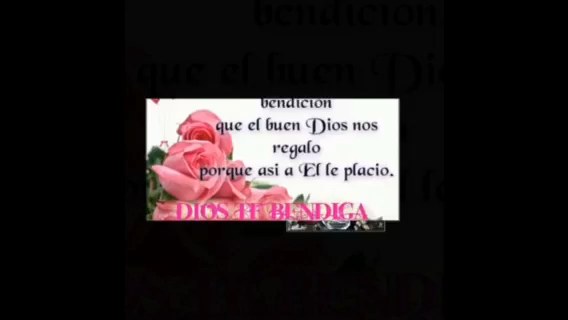 bendicion
que el buen Dios nos
regalo
porque asi a El le placio.
DIOS TE BENDIGA